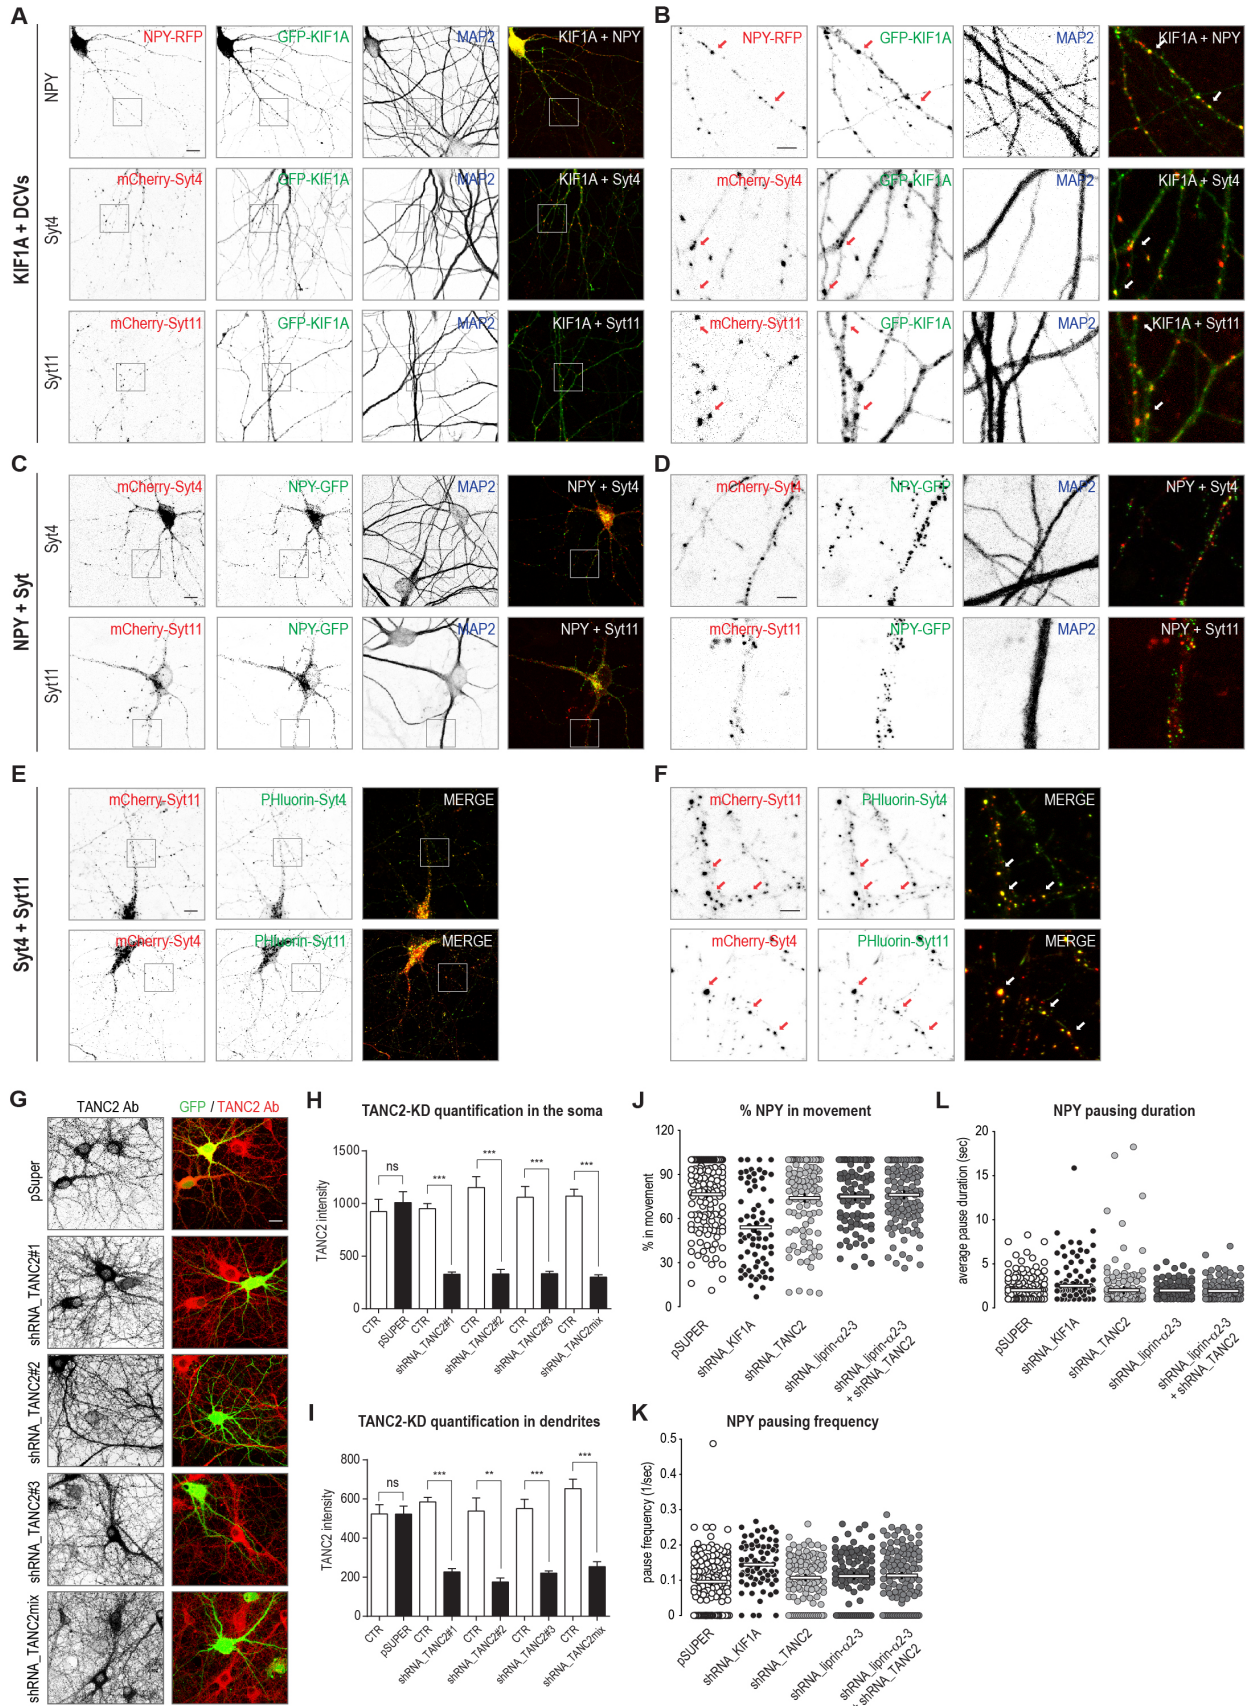 A
KIF1A + DCVs
NPY
NPY-RFP
GFP-KIF1A
MAP2
KIF1A + NPY
Syt4
mCherry-Syt4
GFP-KIF1A
MAP2
KIF1A + Syt4
Syt11
mCherry-Syt11
GFP-KIF1A
MAP2
KIF1A + Syt11
B
NPY-RFP
GFP-KIF1A
MAP2
KIF1A + NPY
mCherry-Syt4
GFP-KIF1A
MAP2
KIF1A + Syt4
mCherry-Syt11
GFP-KIF1A
MAP2
KIF1A + Syt11
C
NPY + Syt
Syt4
mCherry-Syt4
NPY-GFP
MAP2
NPY + Syt4
Syt11
mCherry-Syt11
NPY-GFP
MAP2
NPY + Syt11
D
mCherry-Syt4
NPY-GFP
MAP2
NPY + Syt4
mCherry-Syt11
NPY-GFP
MAP2
NPY + Syt11
E
Syt4 + Syt11
mCherry-Syt11
PHluorin-Syt4
MERGE
mCherry-Syt4
PHluorin-Syt11
MERGE
F
mCherry-Syt11
PHluorin-Syt4
MERGE
mCherry-Syt4
PHluorin-Syt11
MERGE
G
TANC2 Ab
GFP / TANC2 Ab
pSuper
shRNA_TANC2#1
shRNA_TANC2#2
shRNA_TANC2#3
shRNA_TANC2mix
H
TANC2-KD quantification in the soma
TANC2 intensity
1500
1000
500
0
ns
***
***
***
***
CTR
pSUPER
CTR
shRNA_TANC2#1
CTR
shRNA_TANC2#2
CTR
shRNA_TANC2#3
CTR
shRNA_TANC2mix
I
TANC2-KD quantification in dendrites
TANC2 intensity
800
600
400
200
0
ns
***
**
***
***
CTR
pSUPER
CTR
shRNA_TANC2#1
CTR
shRNA_TANC2#2
CTR
shRNA_TANC2#3
CTR
shRNA_TANC2mix
J
% NPY in movement
% in movement
120
90
60
30
0
pSUPER
shRNA_KIF1A
shRNA_TANC2
shRNA_liprin-α2-3
shRNA_liprin-α2-3
+ shRNA_TANC2
K
NPY pausing frequency
pause frequency (1/sec)
0.5
0.4
0.3
0.2
0.1
0
pSUPER
shRNA_KIF1A
shRNA_TANC2
shRNA_liprin-α2-3
shRNA_liprin-α2-3
+ shRNA_TANC2
L
NPY pausing duration
average pause duration (sec)
20
15
10
5
0
pSUPER
shRNA_KIF1A
shRNA_TANC2
shRNA_liprin-α2-3
shRNA_liprin-α2-3
+ shRNA_TANC2